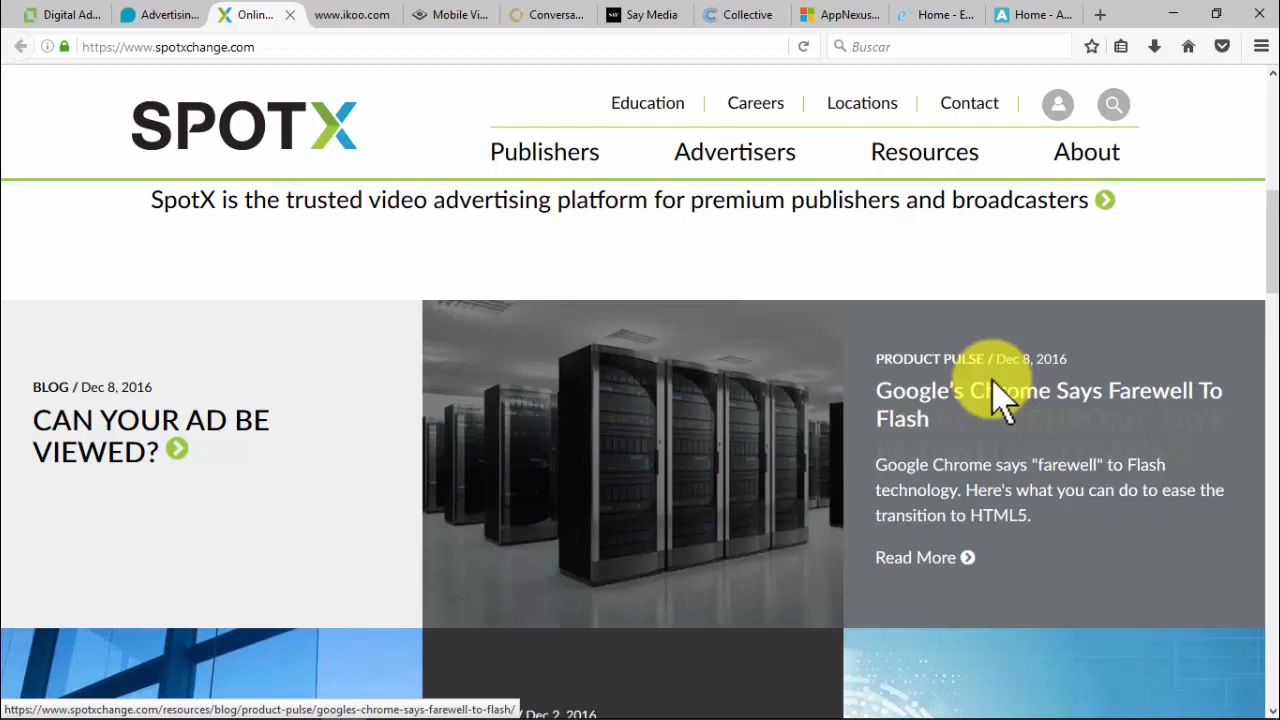 Digital Ad...
Advertisin...
Onlin...
www.ikoo.com
Mobile Vi...
Conversa...
SAY
Say Media
Collective
AppNexus...
Home - E...
Home - A...
https://www.spotxchange.com
Buscar
SPOTX
Education
Careers
Locations
Contact
Publishers
Advertisers
Resources
About
SpotX is the trusted video advertising platform for premium publishers and broadcasters
BLOG / Dec 8, 2016
CAN YOUR AD BE
VIEWED?
PRODUCT PULSE / Dec 8, 2016
Google's Chrome Says Farewell To
Flash
Google Chrome says "farewell" to Flash
technology. Here's what you can do to ease the
transition to HTML5.
Read More
https://www.spotxchange.com/resources/blog/product-pulse/googles-chrome-says-farewell-to-flash/
/ Dec 2, 2016